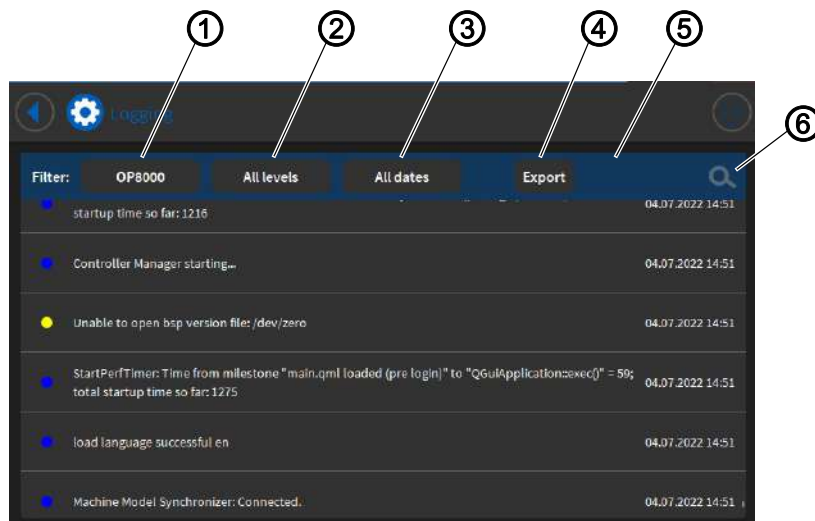 ① ② ③ ④ ⑤
⑥
Logging
Filter: OP8000 All levels All dates Export
startup time so far: 1216 04.07.2022 14:51
Controller Manager starting... 04.07.2022 14:51
Unable to open bsp version file: /dev/zero 04.07.2022 14:51
StartPerfTimer: Time from milestone "main.qml loaded (pre login)" to "QGuiApplication::exec()" = 59;
total startup time so far: 1275 04.07.2022 14:51
load language successful en 04.07.2022 14:51
Machine Model Synchronizer: Connected. 04.07.2022 14:51